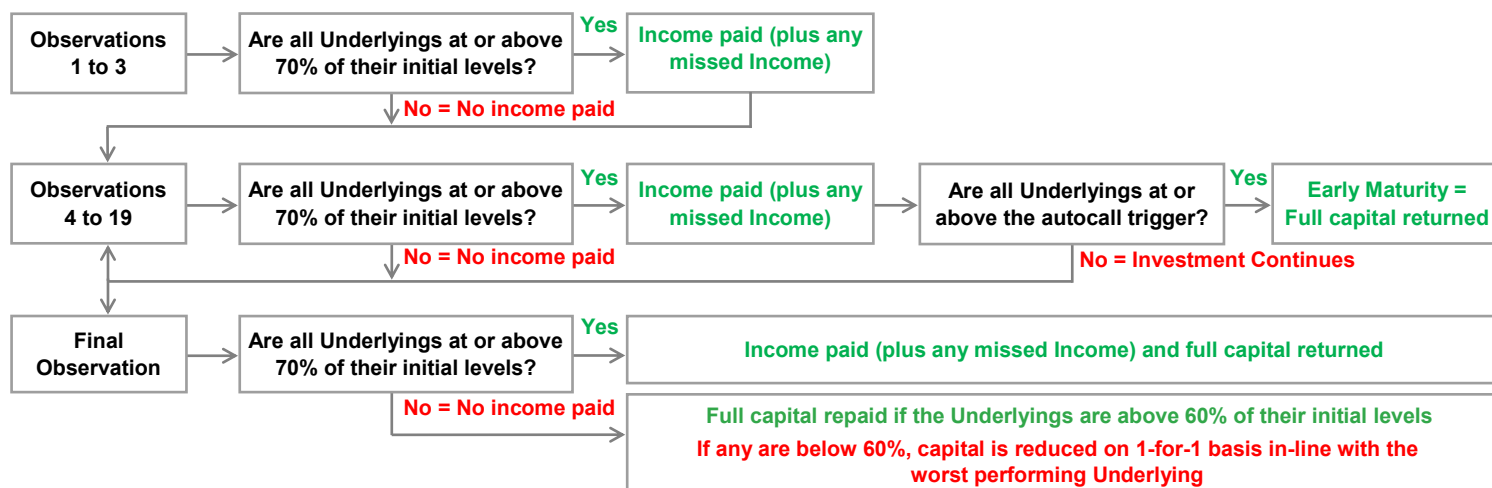 Observations
1 to 3
Are all Underlyings at or above
70% of their initial levels?
Yes
Income paid (plus any
missed Income)
No = No income paid
Observations
4 to 19
Are all Underlyings at or above
70% of their initial levels?
Yes
Income paid (plus any
missed Income)
Are all Underlyings at or
above the autocall trigger?
Yes
Early Maturity =
Full capital returned
No = No income paid
No = Investment Continues
Final
Observation
Are all Underlyings at or above
70% of their initial levels?
Yes
Income paid (plus any missed Income) and full capital returned
No = No income paid
Full capital repaid if the Underlyings are above 60% of their initial levels
If any are below 60%, capital is reduced on 1-for-1 basis in-line with the
worst performing Underlying